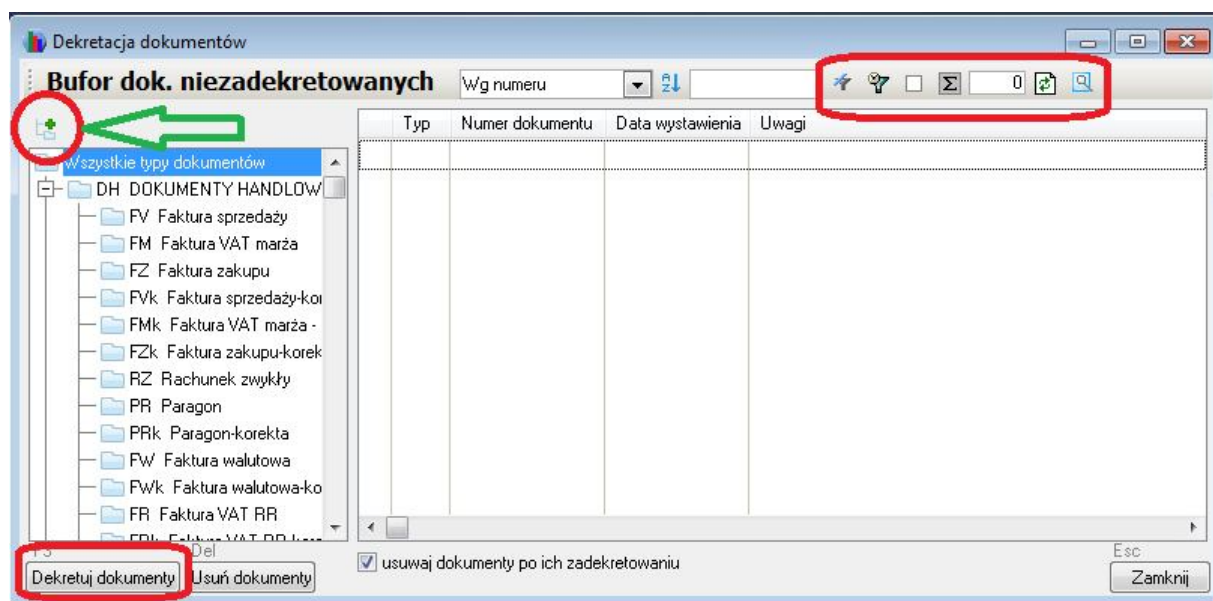 Dekretacja dokumentów
Bufor dok. niezadekretowanych Wg numeru 0
Typ Numer dokumentu Data wystawienia Uwagi
Wszystkie typy dokumentów
DH DOKUMENTY HANDLOW
FV Faktura sprzedaży
FM Faktura VAT marża
FZ Faktura zakupu
FVk Faktura sprzedaży-kor
FMk Faktura VAT marża -
FZk Faktura zakupu-korek
RZ Rachunek zwykły
PR Paragon
PRk Paragon-korekta
FW Faktura walutowa
FWk Faktura walutowa-ko
FR Faktura VAT RR
Del Esc
Dekretuj dokumenty Usuń dokumenty usuwaj dokumenty po ich zadekretowaniu Zamknij